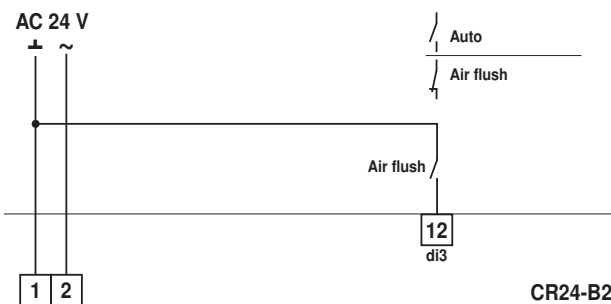 AC 24 V
⊥ ~
Auto
Air flush
Air flush
12
di3
1 2
CR24-B2